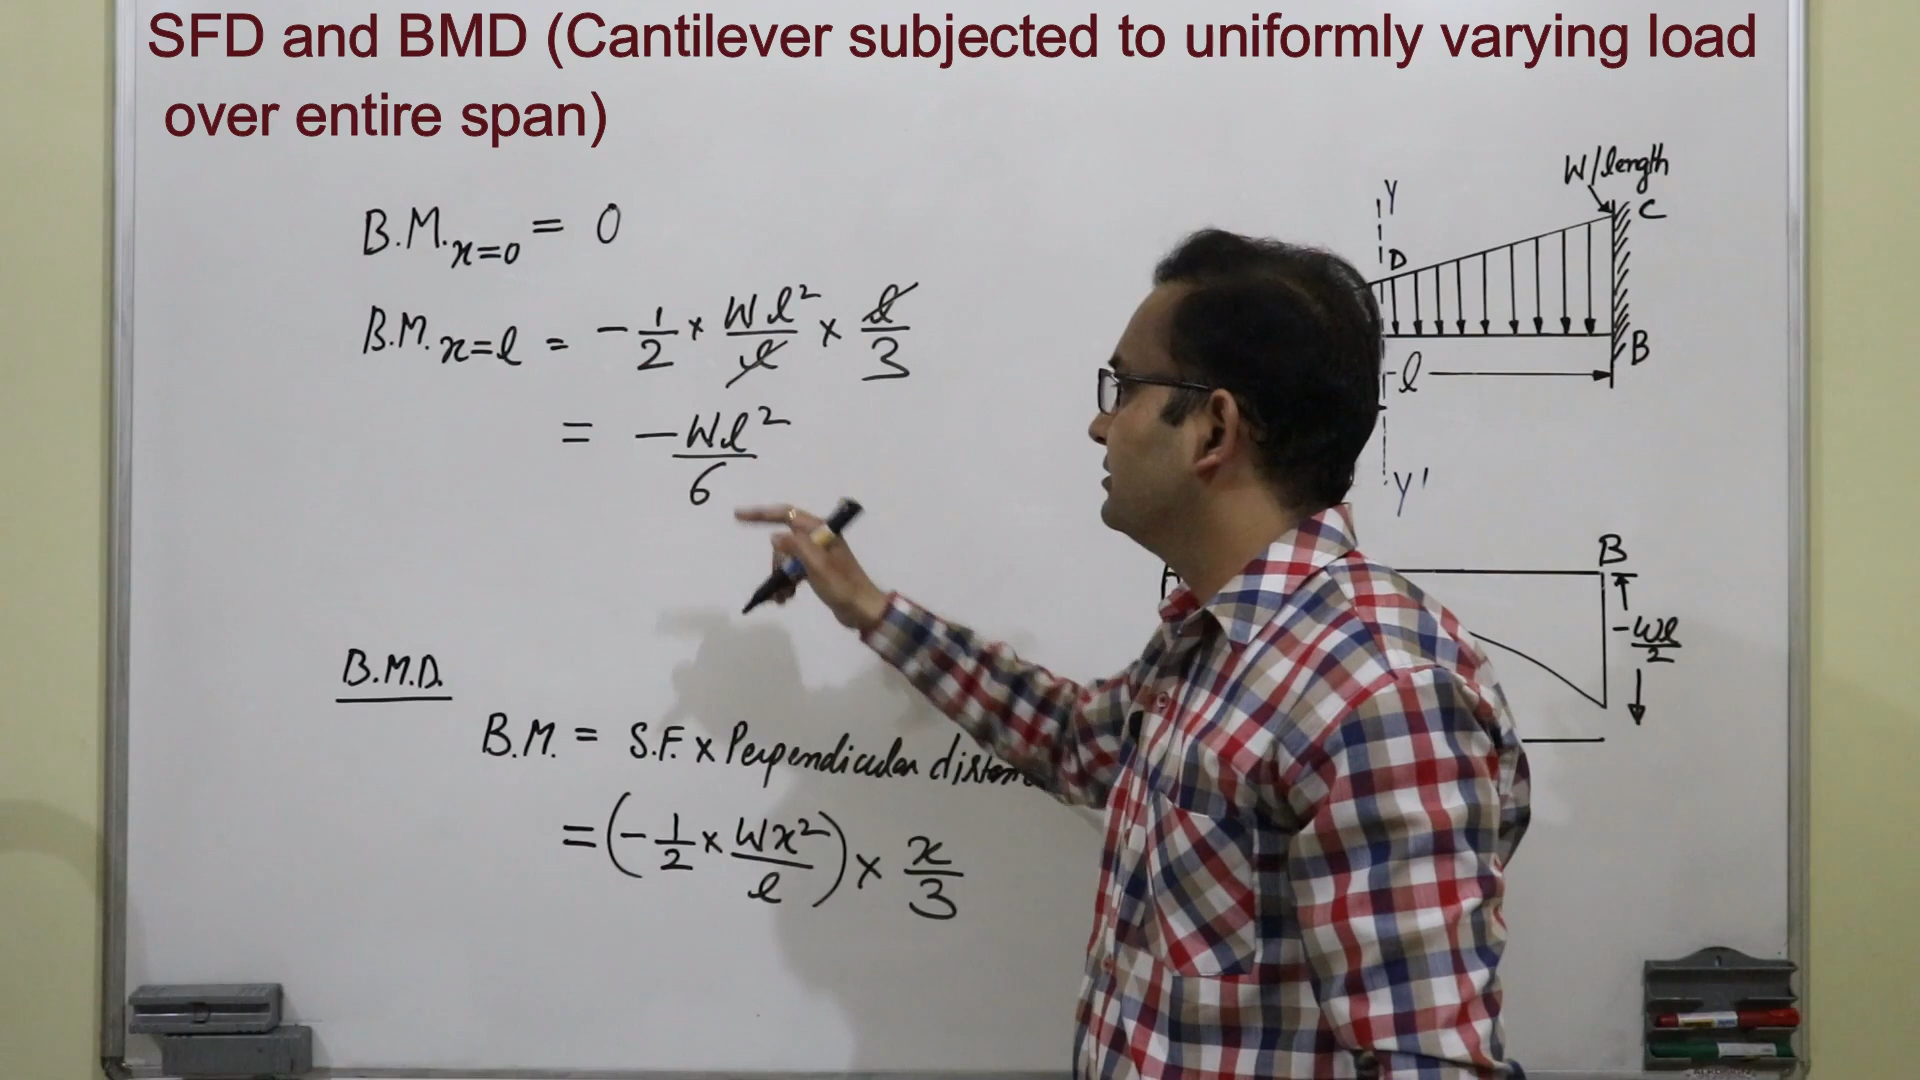 SFD and BMD (Cantilever subjected to uniformly varying load
over entire span)
B.M. x=0 = 0
B.M. x=l = - 1/2 × Wl²/l × l/3
= -Wl²/6
B.M.D.
B.M. = S.F. × Perpendicular
= (- 1/2 × Wx²/l) × x/3
W/length
Y
C
D
B
l
Y'
A
B
-Wl/2